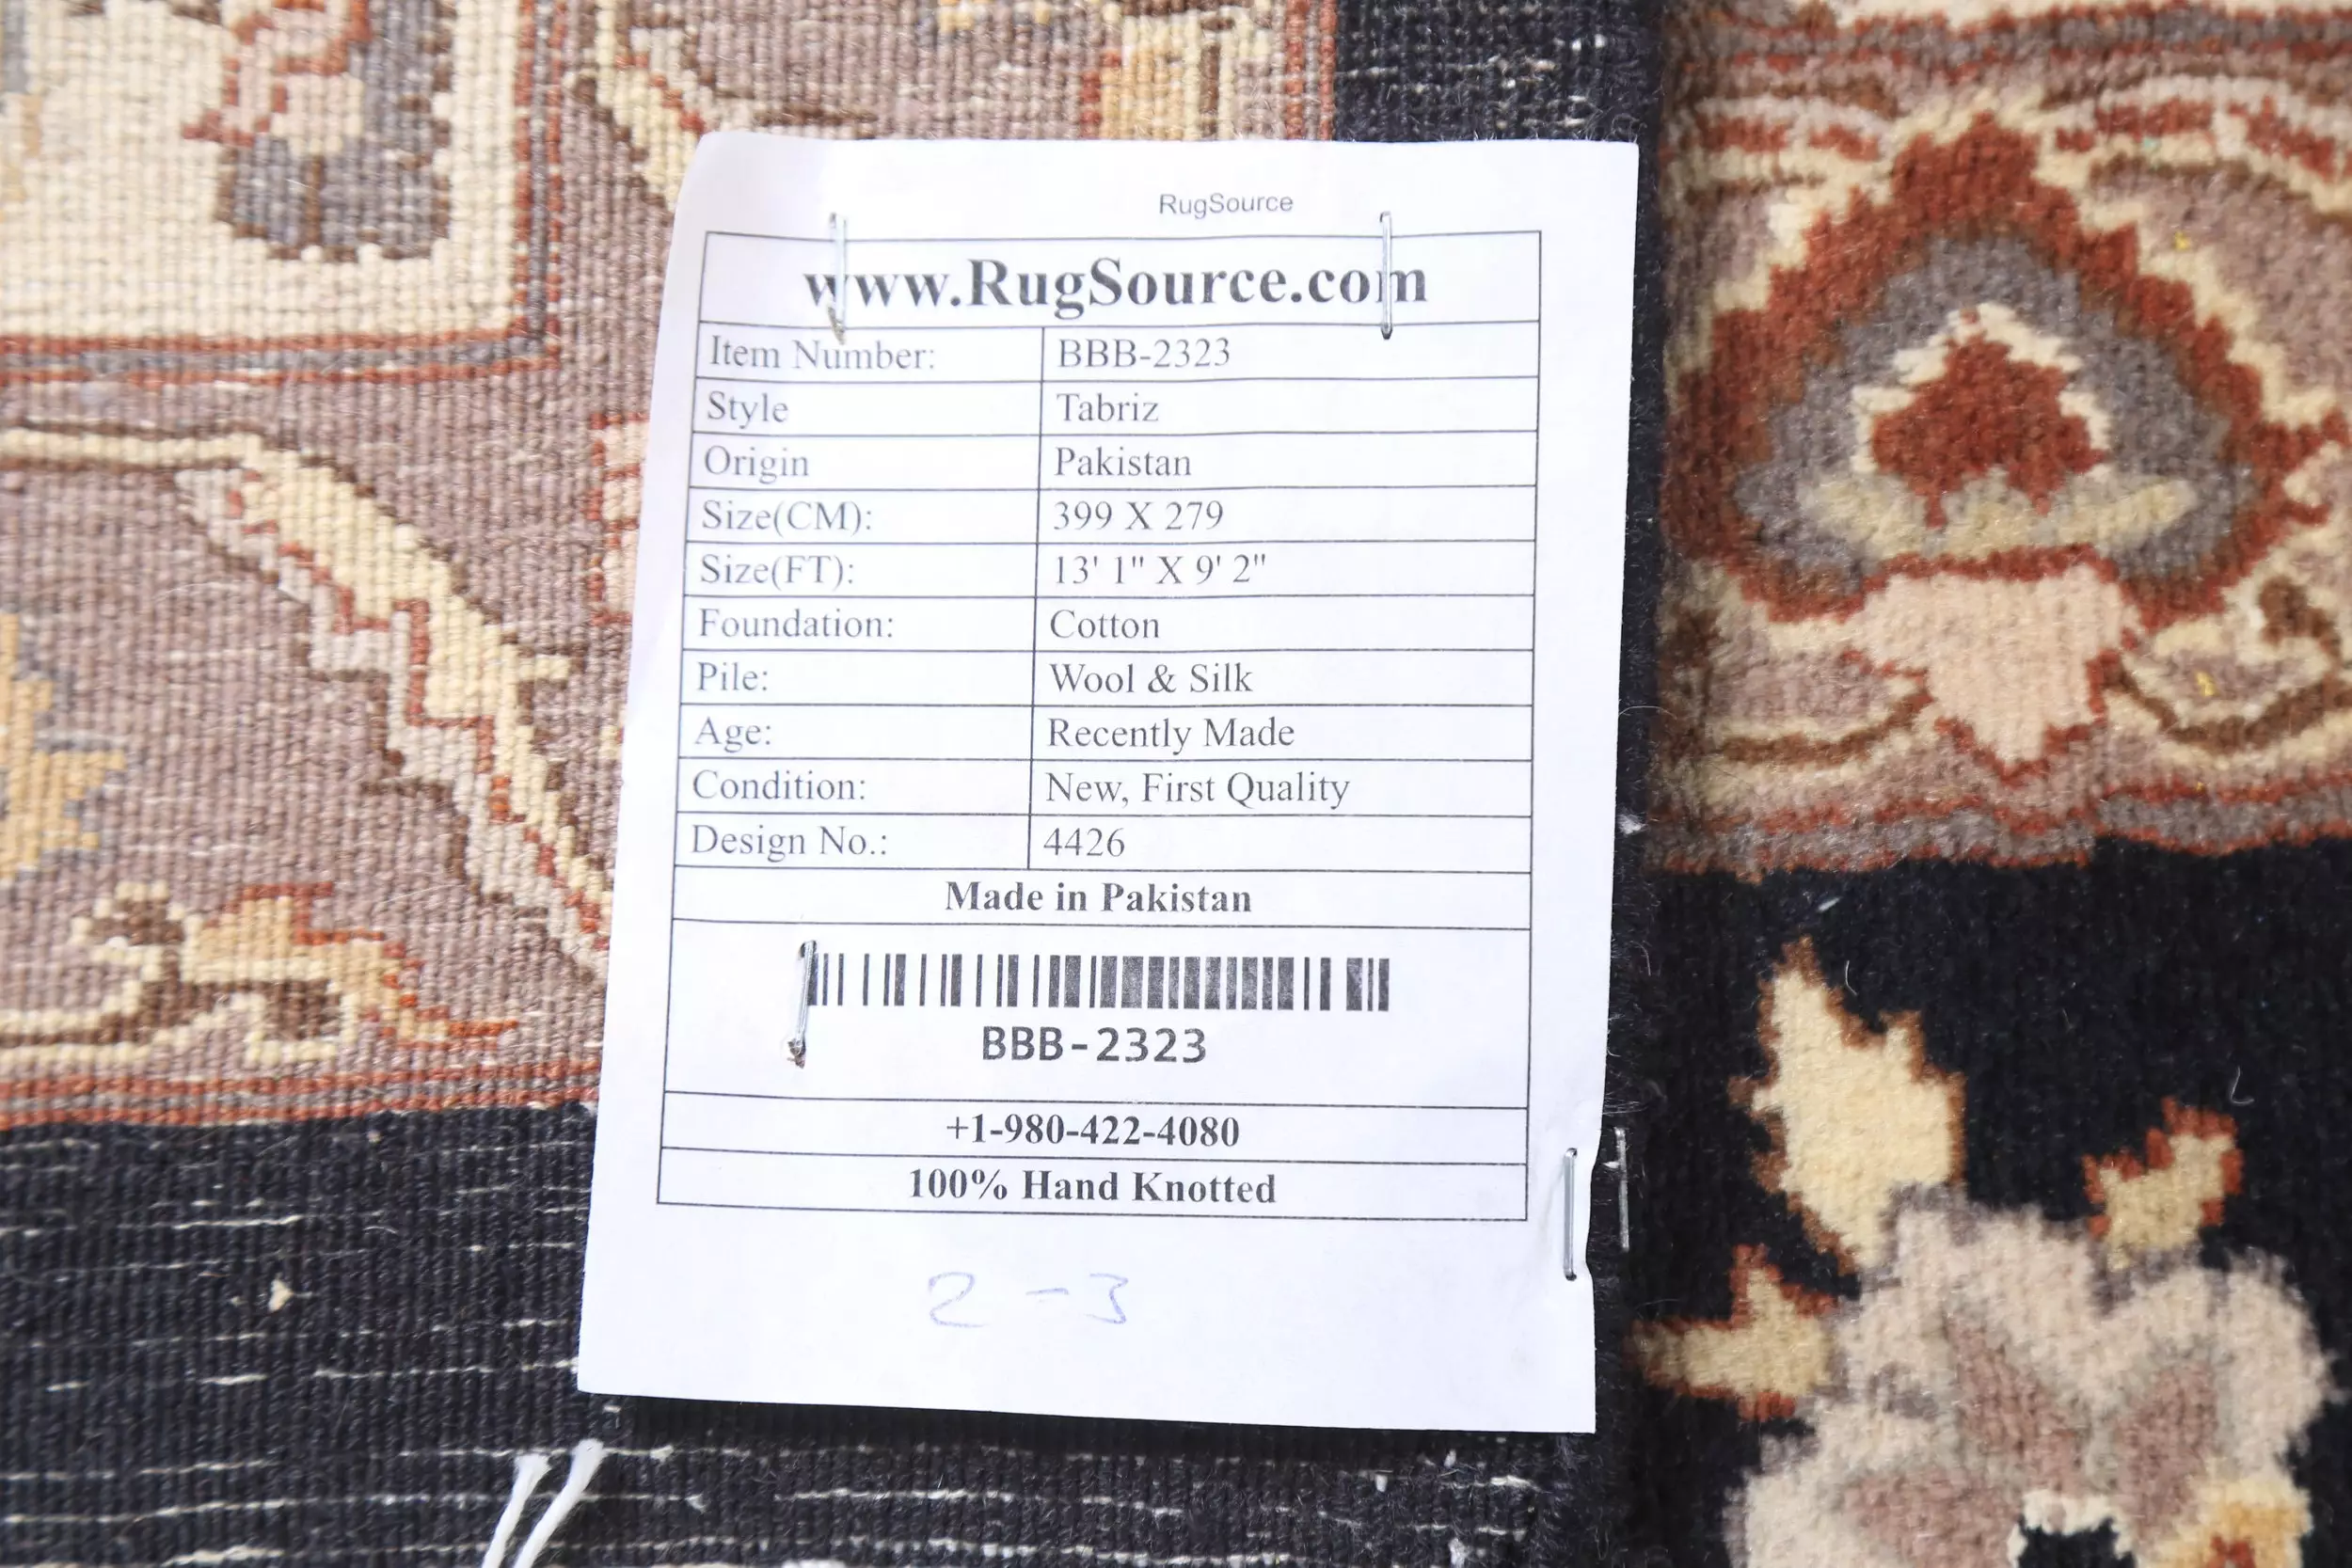 RugSource
www.RugSource.com
Item Number: BBB-2323
Style Tabriz
Origin Pakistan
Size(CM): 399 X 279
Size(FT): 13' 1" X 9' 2"
Foundation: Cotton
Pile: Wool & Silk
Age: Recently Made
Condition: New, First Quality
Design No.: 4426
Made in Pakistan
BBB-2323
+1-980-422-4080
100% Hand Knotted
2-3